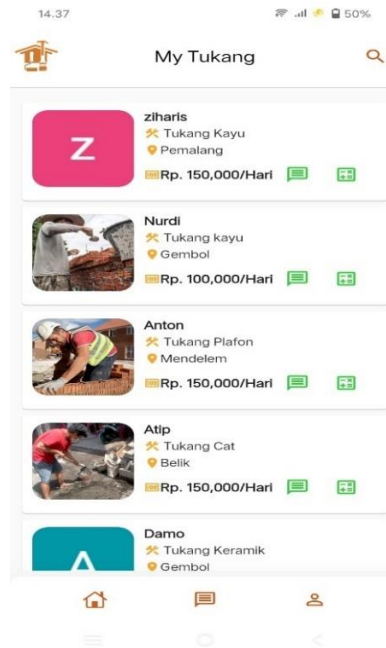 14.37
50%
My Tukang
Z
ziharis
Tukang Kayu
Pemalang
Rp. 150,000/Hari
Nurdi
Tukang kayu
Gembol
Rp. 100,000/Hari
Anton
Tukang Plafon
Mendelem
Rp. 150,000/Hari
Atip
Tukang Cat
Belik
Rp. 150,000/Hari
A
Damo
Tukang Keramik
Gembol